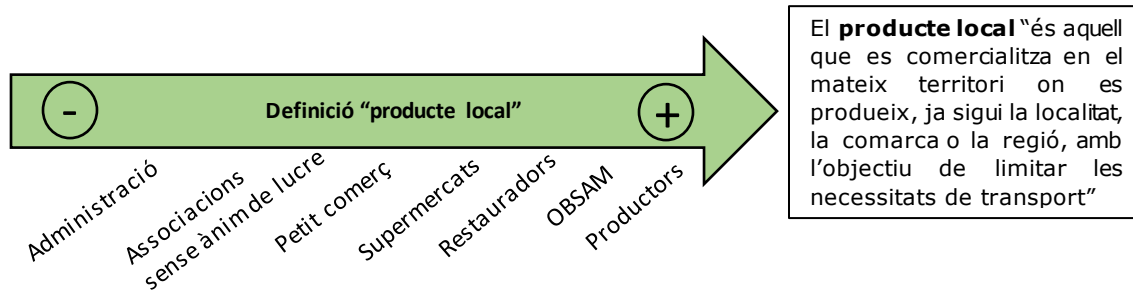 El producte local “és aquell
que es comercialitza en el
mateix territori on es
produeix, ja sigui la localitat,
la comarca o la regió, amb
l’objectiu de limitar les
necessitats de transport”
-
Definició “producte local”
+
Administració
Associacions
sense ànim de lucre
Petit comerç
Supermercats
Restauradors
OBSAM
Productors